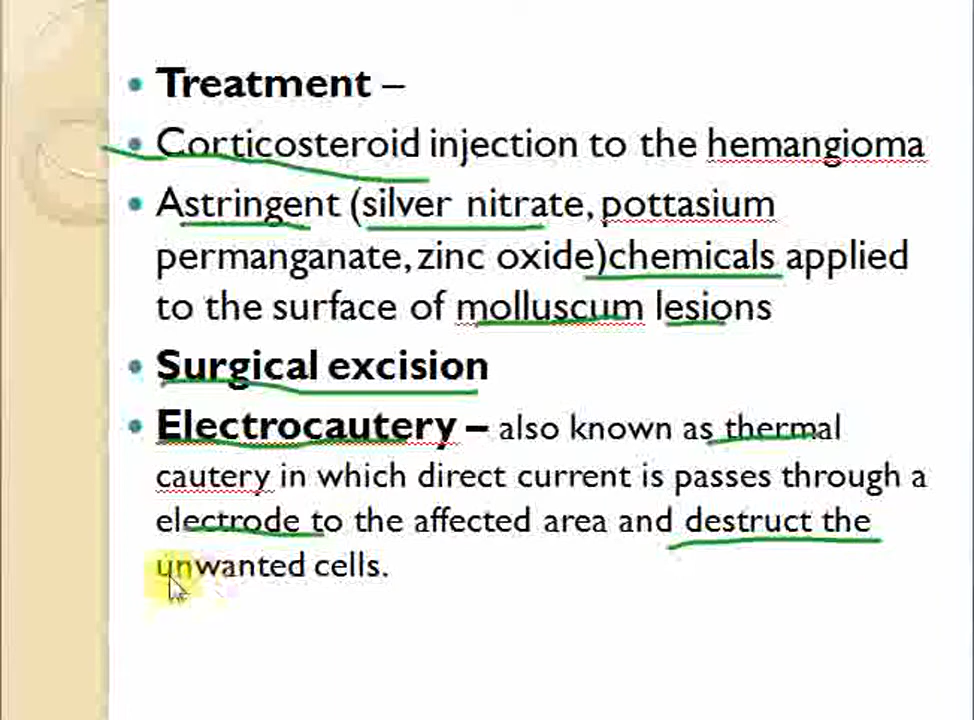 • Treatment –
• Corticosteroid injection to the hemangioma
• Astringent (silver nitrate, pottasium
permanganate, zinc oxide)chemicals applied
to the surface of molluscum lesions
• Surgical excision
• Electrocautery – also known as thermal
cautery in which direct current is passes through a
electrode to the affected area and destruct the
unwanted cells.